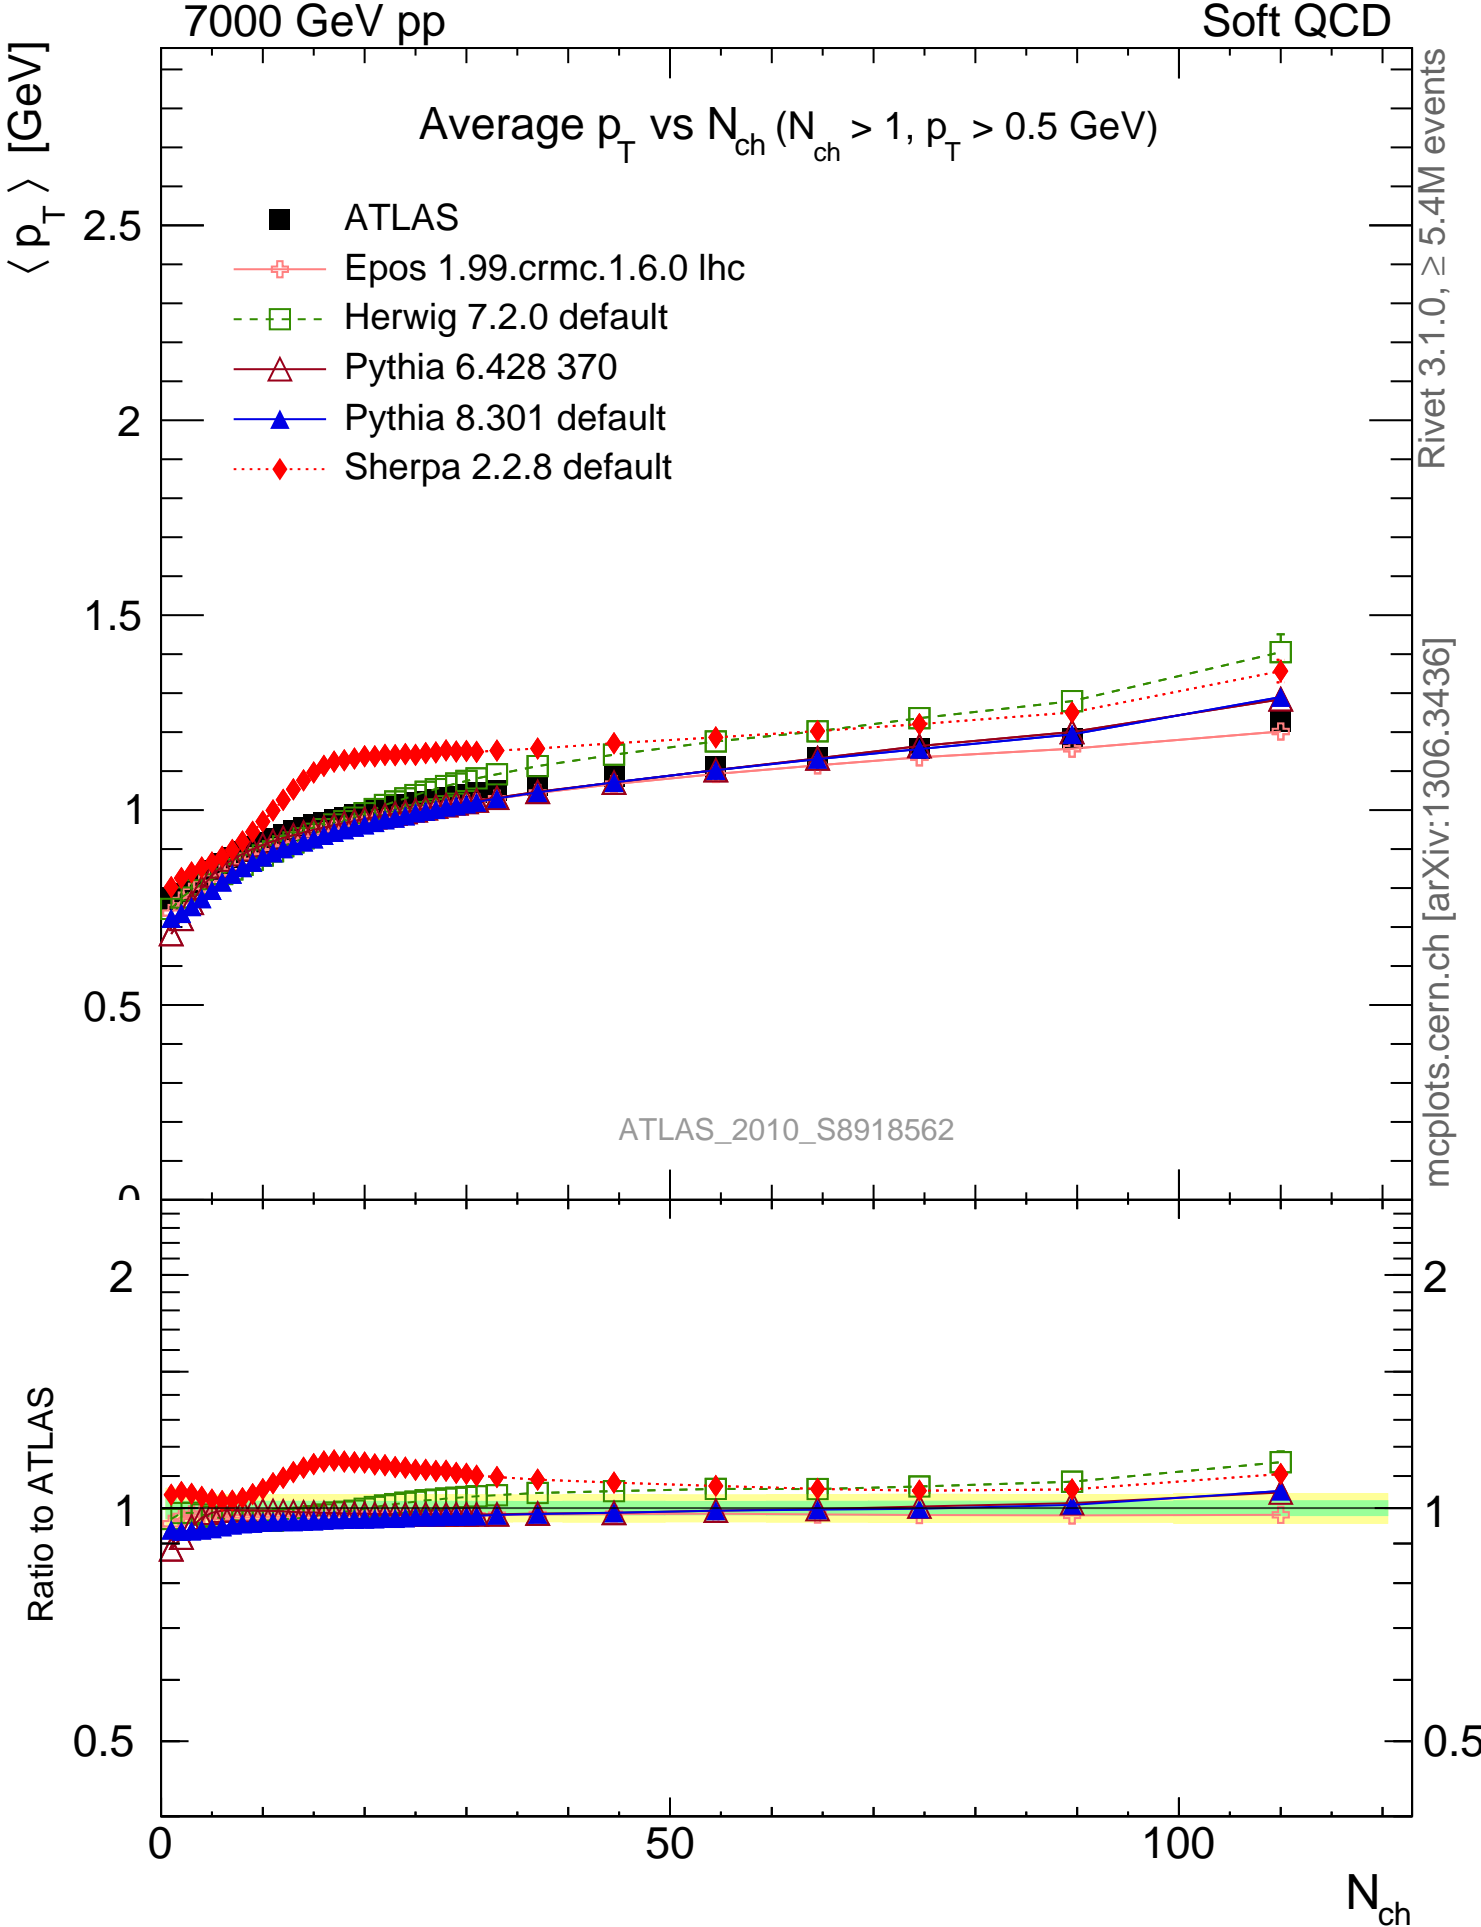 7000 GeV pp
Soft QCD
Average p_T vs N_ch (N_ch > 1, p_T > 0.5 GeV)
⟨ p_T ⟩ [GeV]
ATLAS
Epos 1.99.crmc.1.6.0 lhc
Herwig 7.2.0 default
Pythia 6.428 370
Pythia 8.301 default
Sherpa 2.2.8 default
2.5
2
1.5
1
0.5
0
ATLAS_2010_S8918562
Rivet 3.1.0, ≥ 5.4M events
mcplots.cern.ch [arXiv:1306.3436]
Ratio to ATLAS
2
1
0.5
2
1
0.5
0
50
100
N_ch